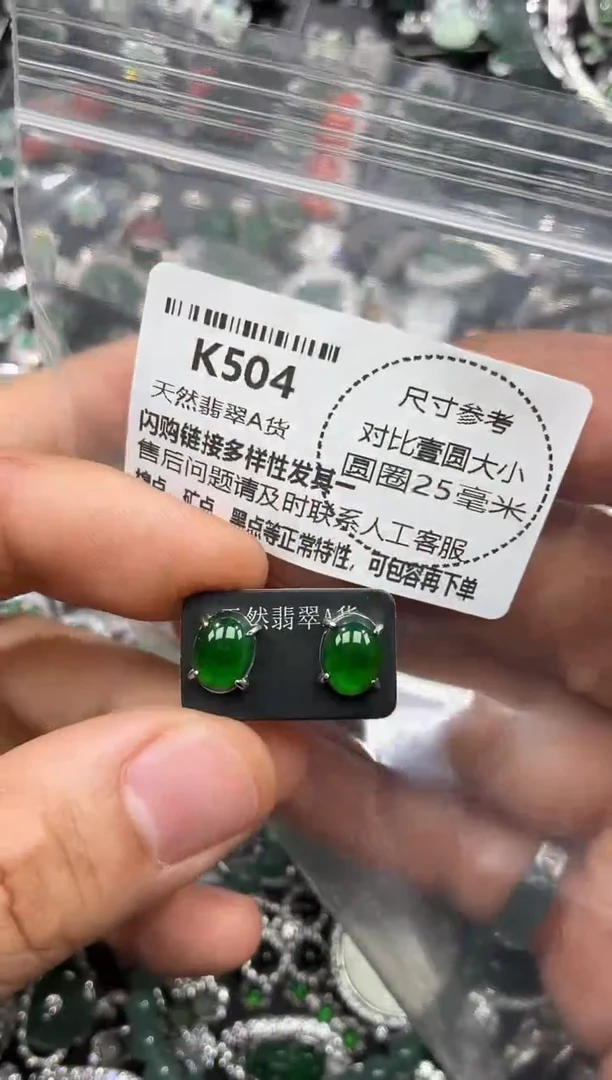 K504
天然翡翠A货
闪购链接多样性发其一
售后问题请及时联系人工客服
棉点、矿点、黑点等正常特性,可包容再下单
尺寸参考
对比壹圆大小
圆圈25毫米
天然翡翠A货